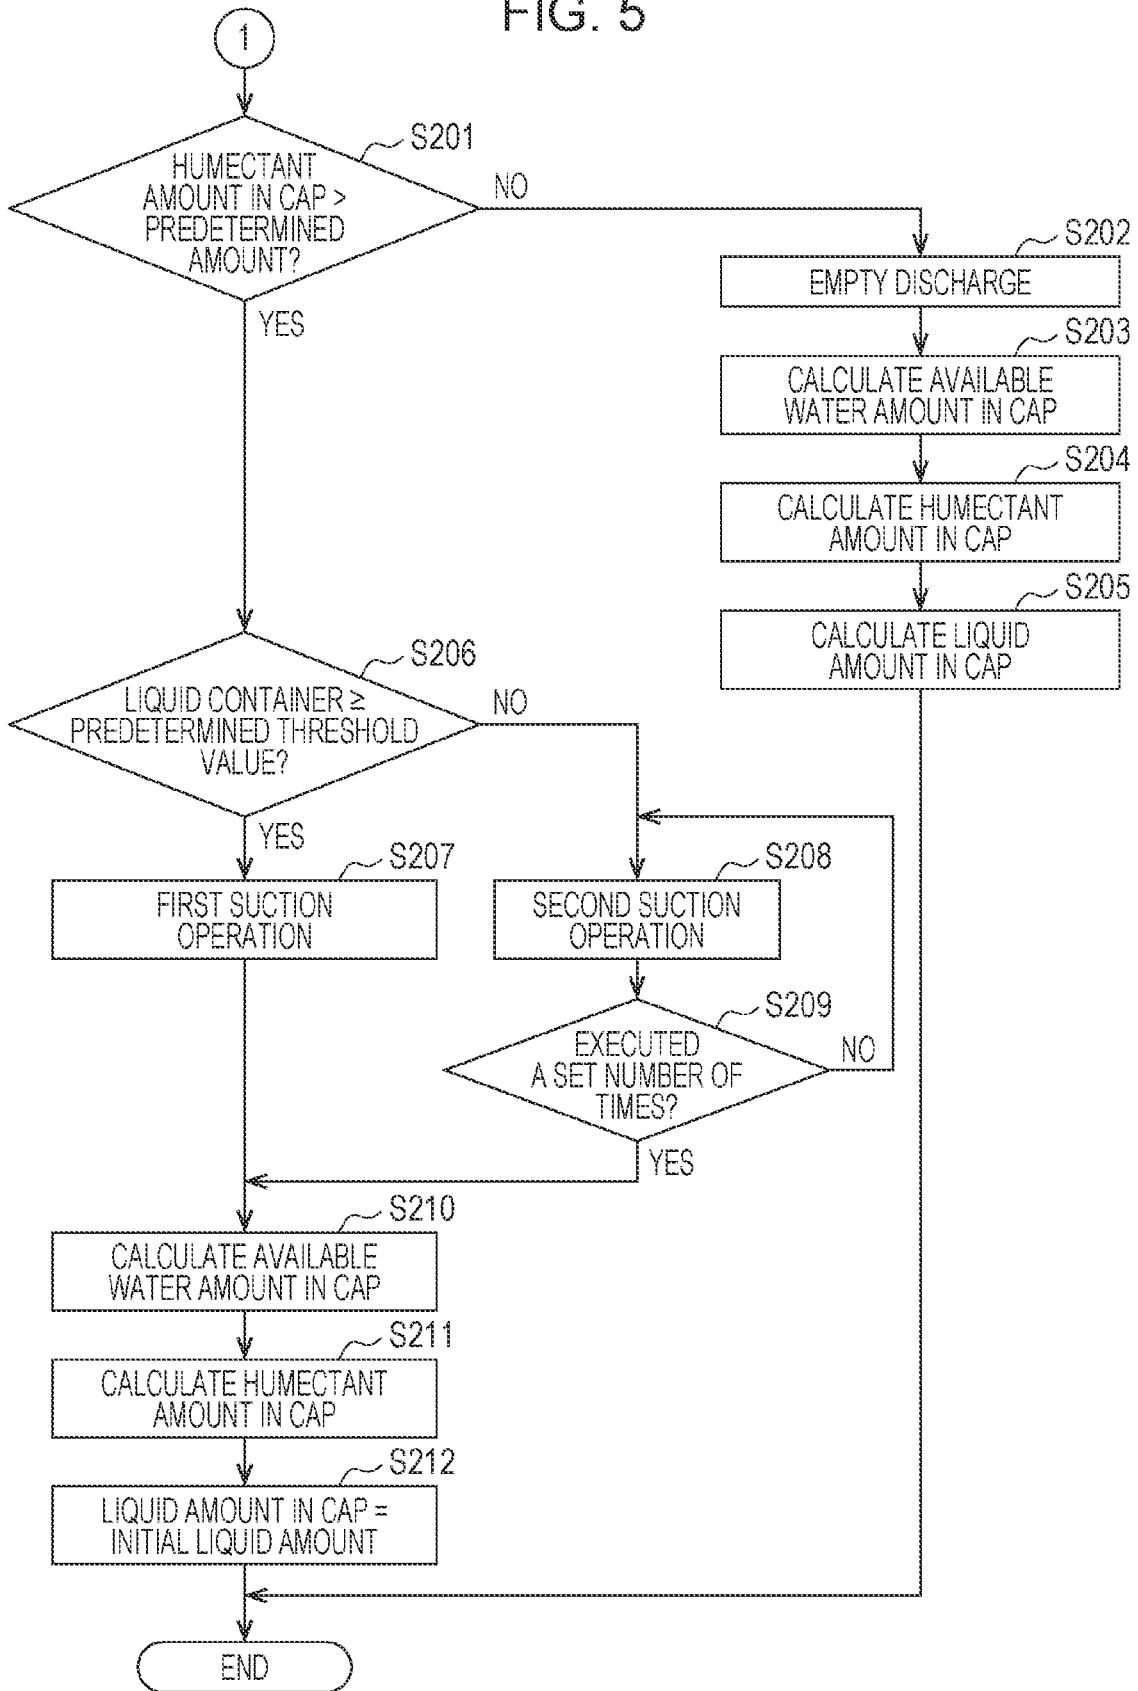 FIG. 5
1
S201
HUMECTANT
AMOUNT IN CAP >
PREDETERMINED
AMOUNT?
NO
YES
S202
EMPTY DISCHARGE
S203
CALCULATE AVAILABLE
WATER AMOUNT IN CAP
S204
CALCULATE HUMECTANT
AMOUNT IN CAP
S205
CALCULATE LIQUID
AMOUNT IN CAP
S206
LIQUID CONTAINER ≥
PREDETERMINED THRESHOLD
VALUE?
NO
YES
S207
FIRST SUCTION
OPERATION
S208
SECOND SUCTION
OPERATION
S209
EXECUTED
A SET NUMBER OF
TIMES?
NO
YES
S210
CALCULATE AVAILABLE
WATER AMOUNT IN CAP
S211
CALCULATE HUMECTANT
AMOUNT IN CAP
S212
LIQUID AMOUNT IN CAP =
INITIAL LIQUID AMOUNT
END